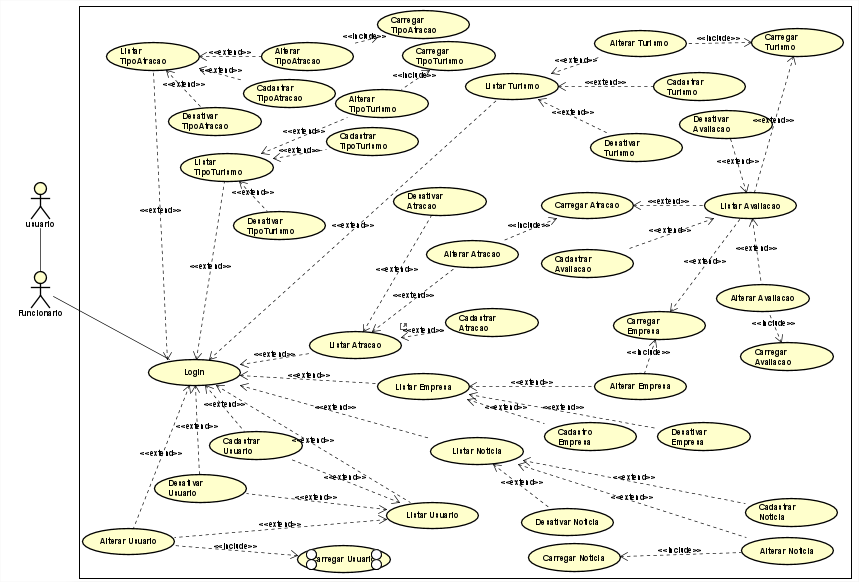 Carregar
TipoAtracao
<<include>>
Listar
TipoAtracao
<<extend>>
Alterar
TipoAtracao
Carregar
TipoTurismo
Alterar Turismo
<<include>>
Carregar
Turismo
<<extend>>
<<extend>>
<<extend>>
<<include>>
Cadastrar
TipoAtracao
Listar Turismo
<<extend>>
Cadastrar
Turismo
Alterar
TipoTurismo
Desativar
TipoAtracao
<<extend>>
Desativar
Avaliacao
<<extend>>
<<extend>>
Cadastrar
TipoTurismo
<<extend>>
Desativar
Turismo
Listar
TipoTurismo
<<extend>>
<<extend>>
Desativar
Atracao
Carregar Atracao
<<extend>>
Listar Avaliacao
<<extend>>
Desativar
TipoTurismo
<<extend>>
<<include>>
<<extend>>
usuario
Alterar Atracao
Cadastrar
Avaliacao
<<extend>>
<<extend>>
<<extend>>
<<extend>>
<<extend>>
Alterar Avaliacao
Funcionario
Cadastrar
Atracao
<<extend>>
Carregar
Empresa
<<include>>
Listar Atracao
<<extend>>
<<include>>
Carregar
Avaliacao
Login
<<extend>>
Listar Empresa
<<extend>>
Alterar Empresa
<<extend>>
<<extend>>
<<extend>>
<<extend>>
Cadastro
Empresa
Desativar
Empresa
<<extend>>
<<extend>>
Cadastrar
Usuario
<<extend>>
<<extend>>
Listar Noticia
<<extend>>
<<extend>>
<<extend>>
Desativar
Usuario
<<extend>>
<<extend>>
Cadastrar
Noticia
Listar Usuario
<<extend>>
Desativar Noticia
Alterar Usuario
<<include>>
Carregar Usuario
Carregar Noticia
<<include>>
Alterar Noticia